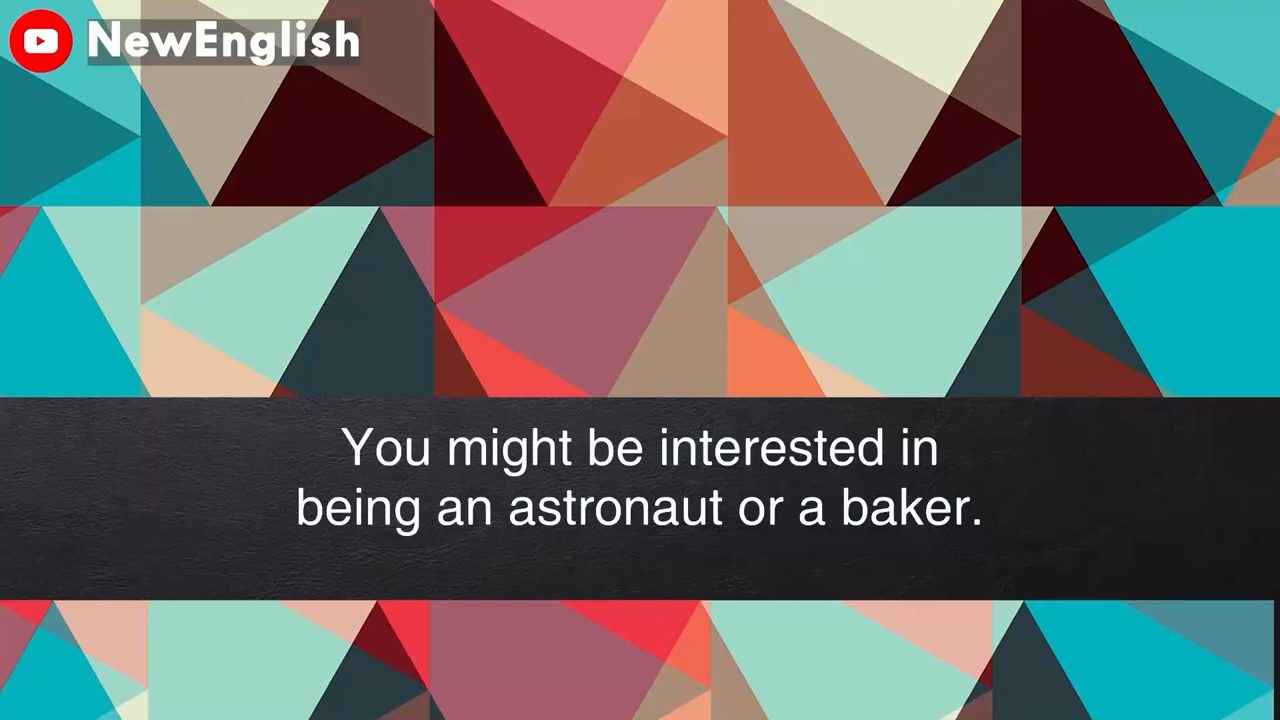 NewEnglish
You might be interested in
being an astronaut or a baker.